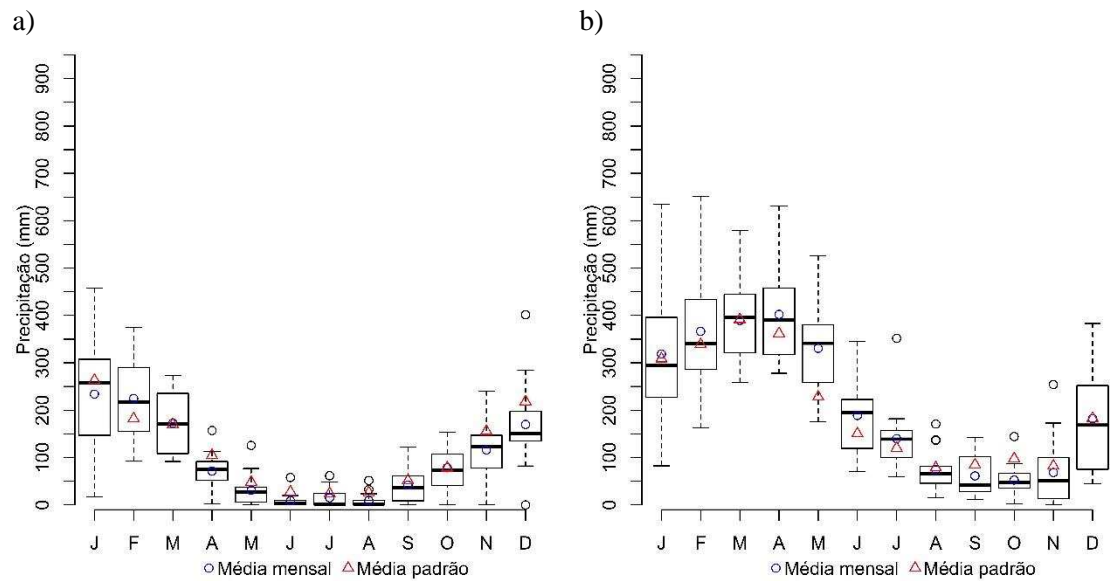 a)
b)
Precipitação (mm)
900
800
700
600
500
400
300
200
100
0
J F M A M J J A S O N D
Média mensal Média padrão
Precipitação (mm)
900
800
700
600
500
400
300
200
100
0
J F M A M J J A S O N D
Média mensal Média padrão